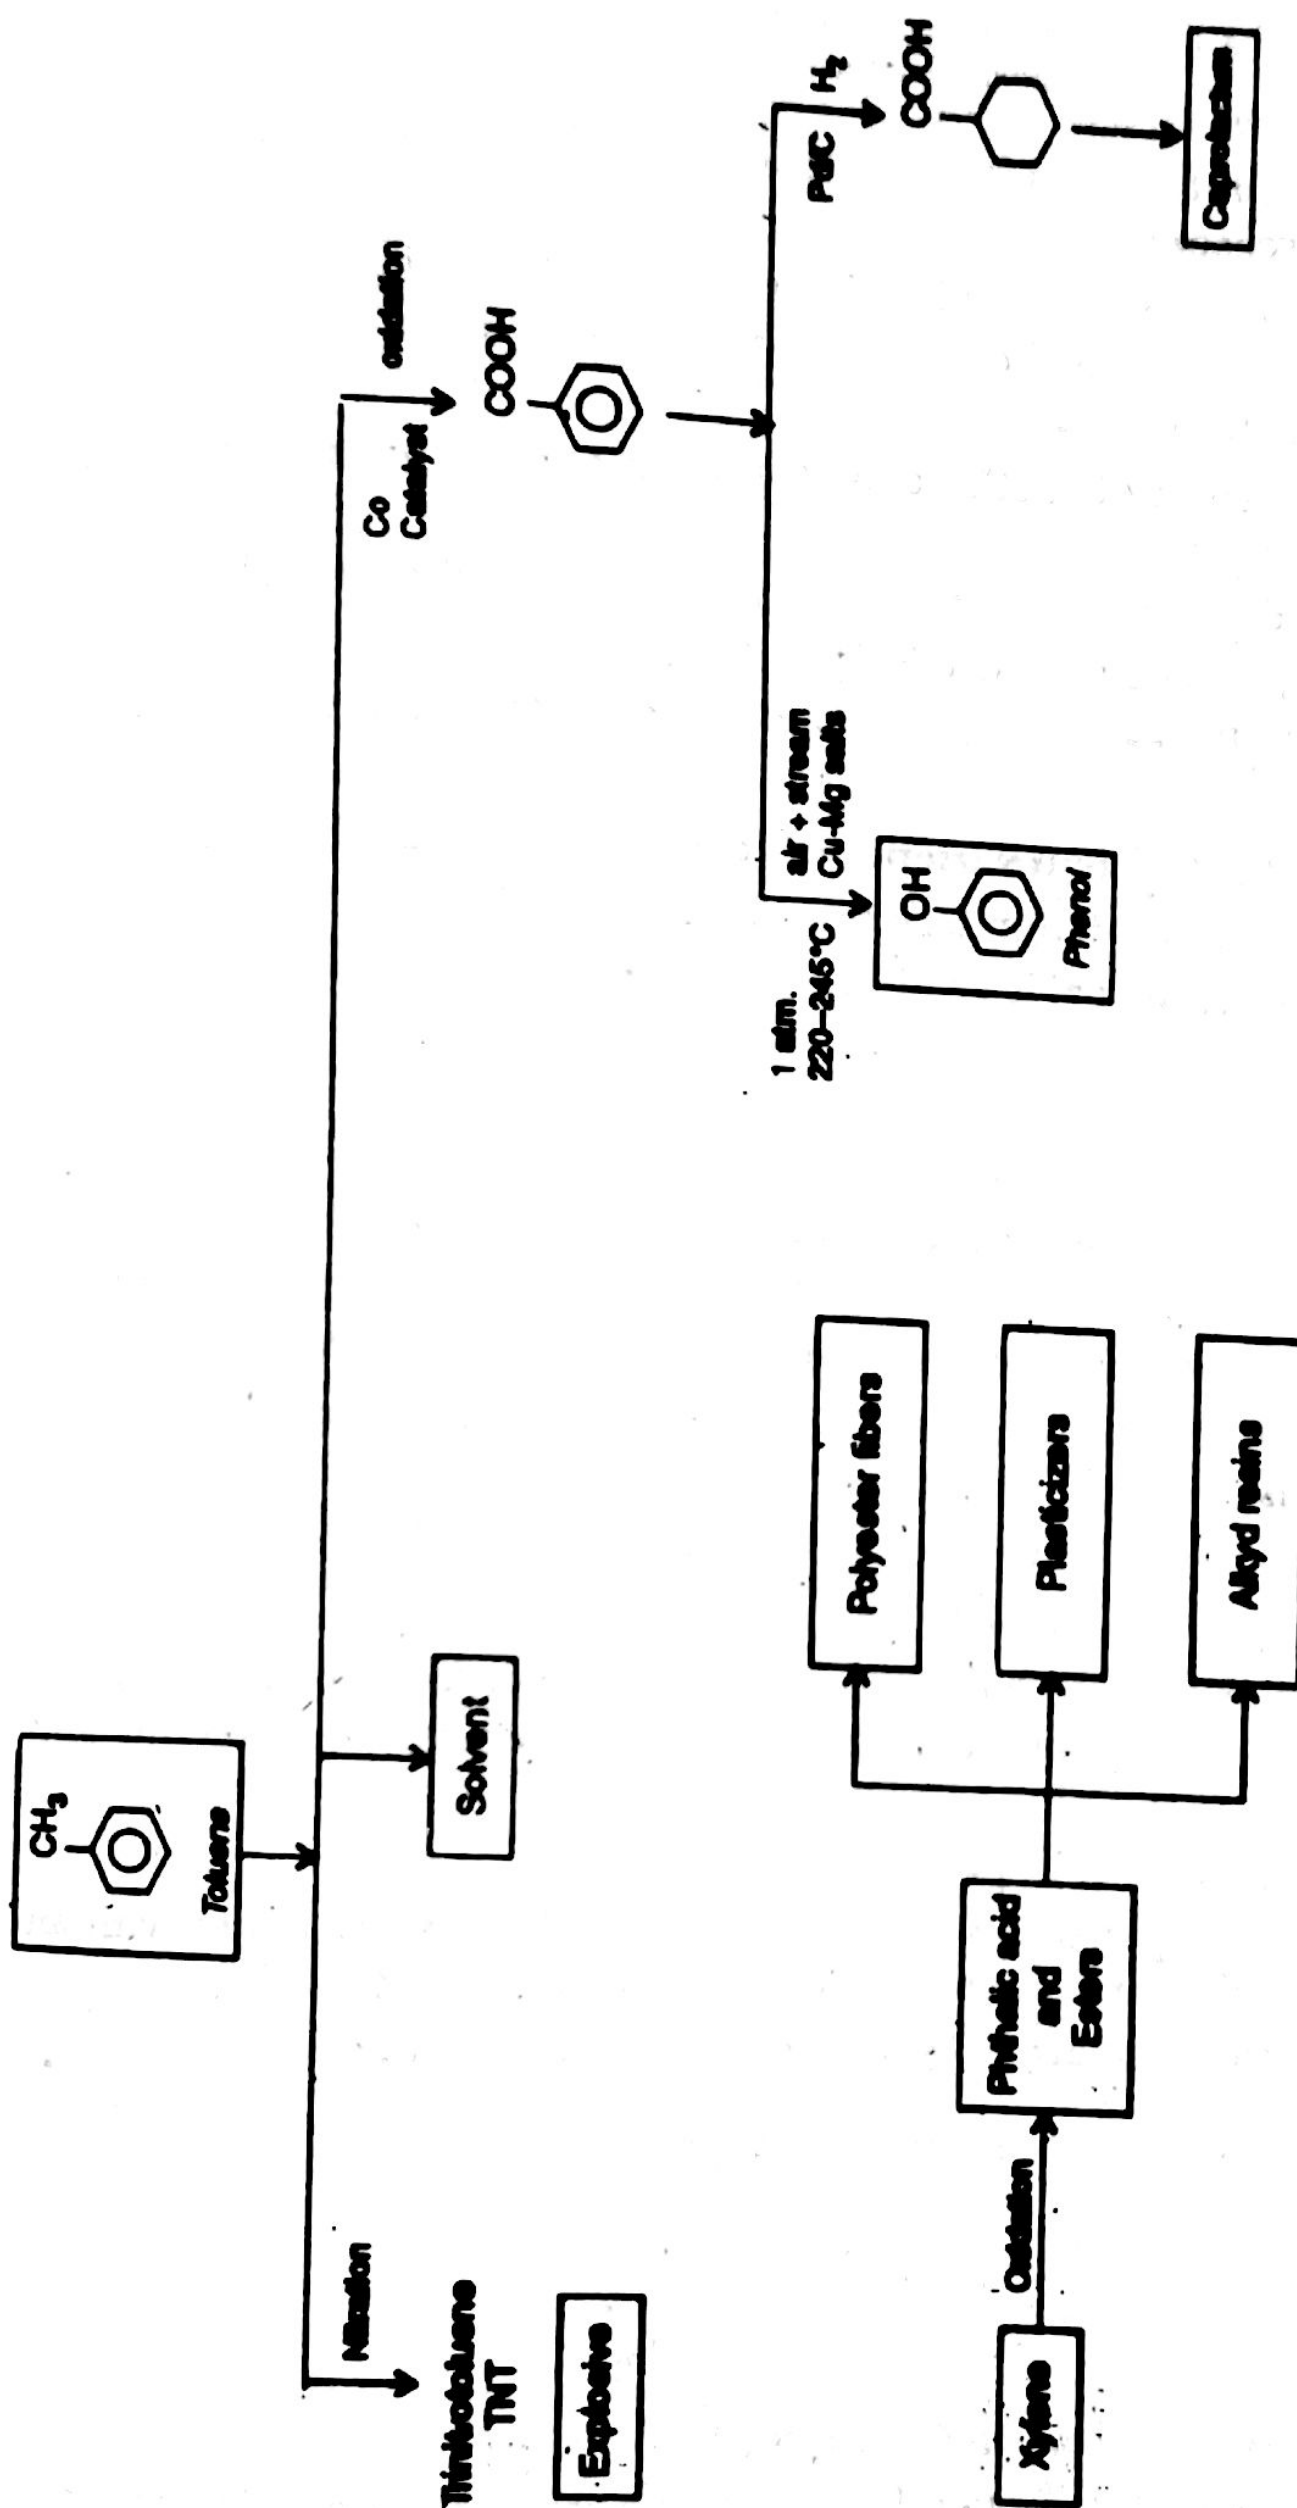 CH₃
Toluene
Nitration
Trinitrotoluene
TNT
Explosive
Solvent
Co
Catalyst
oxidation
COOH
1 atm.
220-245°C
air + stream
Cu-Mg salts
OH
Phenol
Pd/C
H₂
COOH
Caprolactam
Xylene
Oxidation
Phthalic acid
and
Esters
Polyester fibers
Plasticizers
Alkyd resins